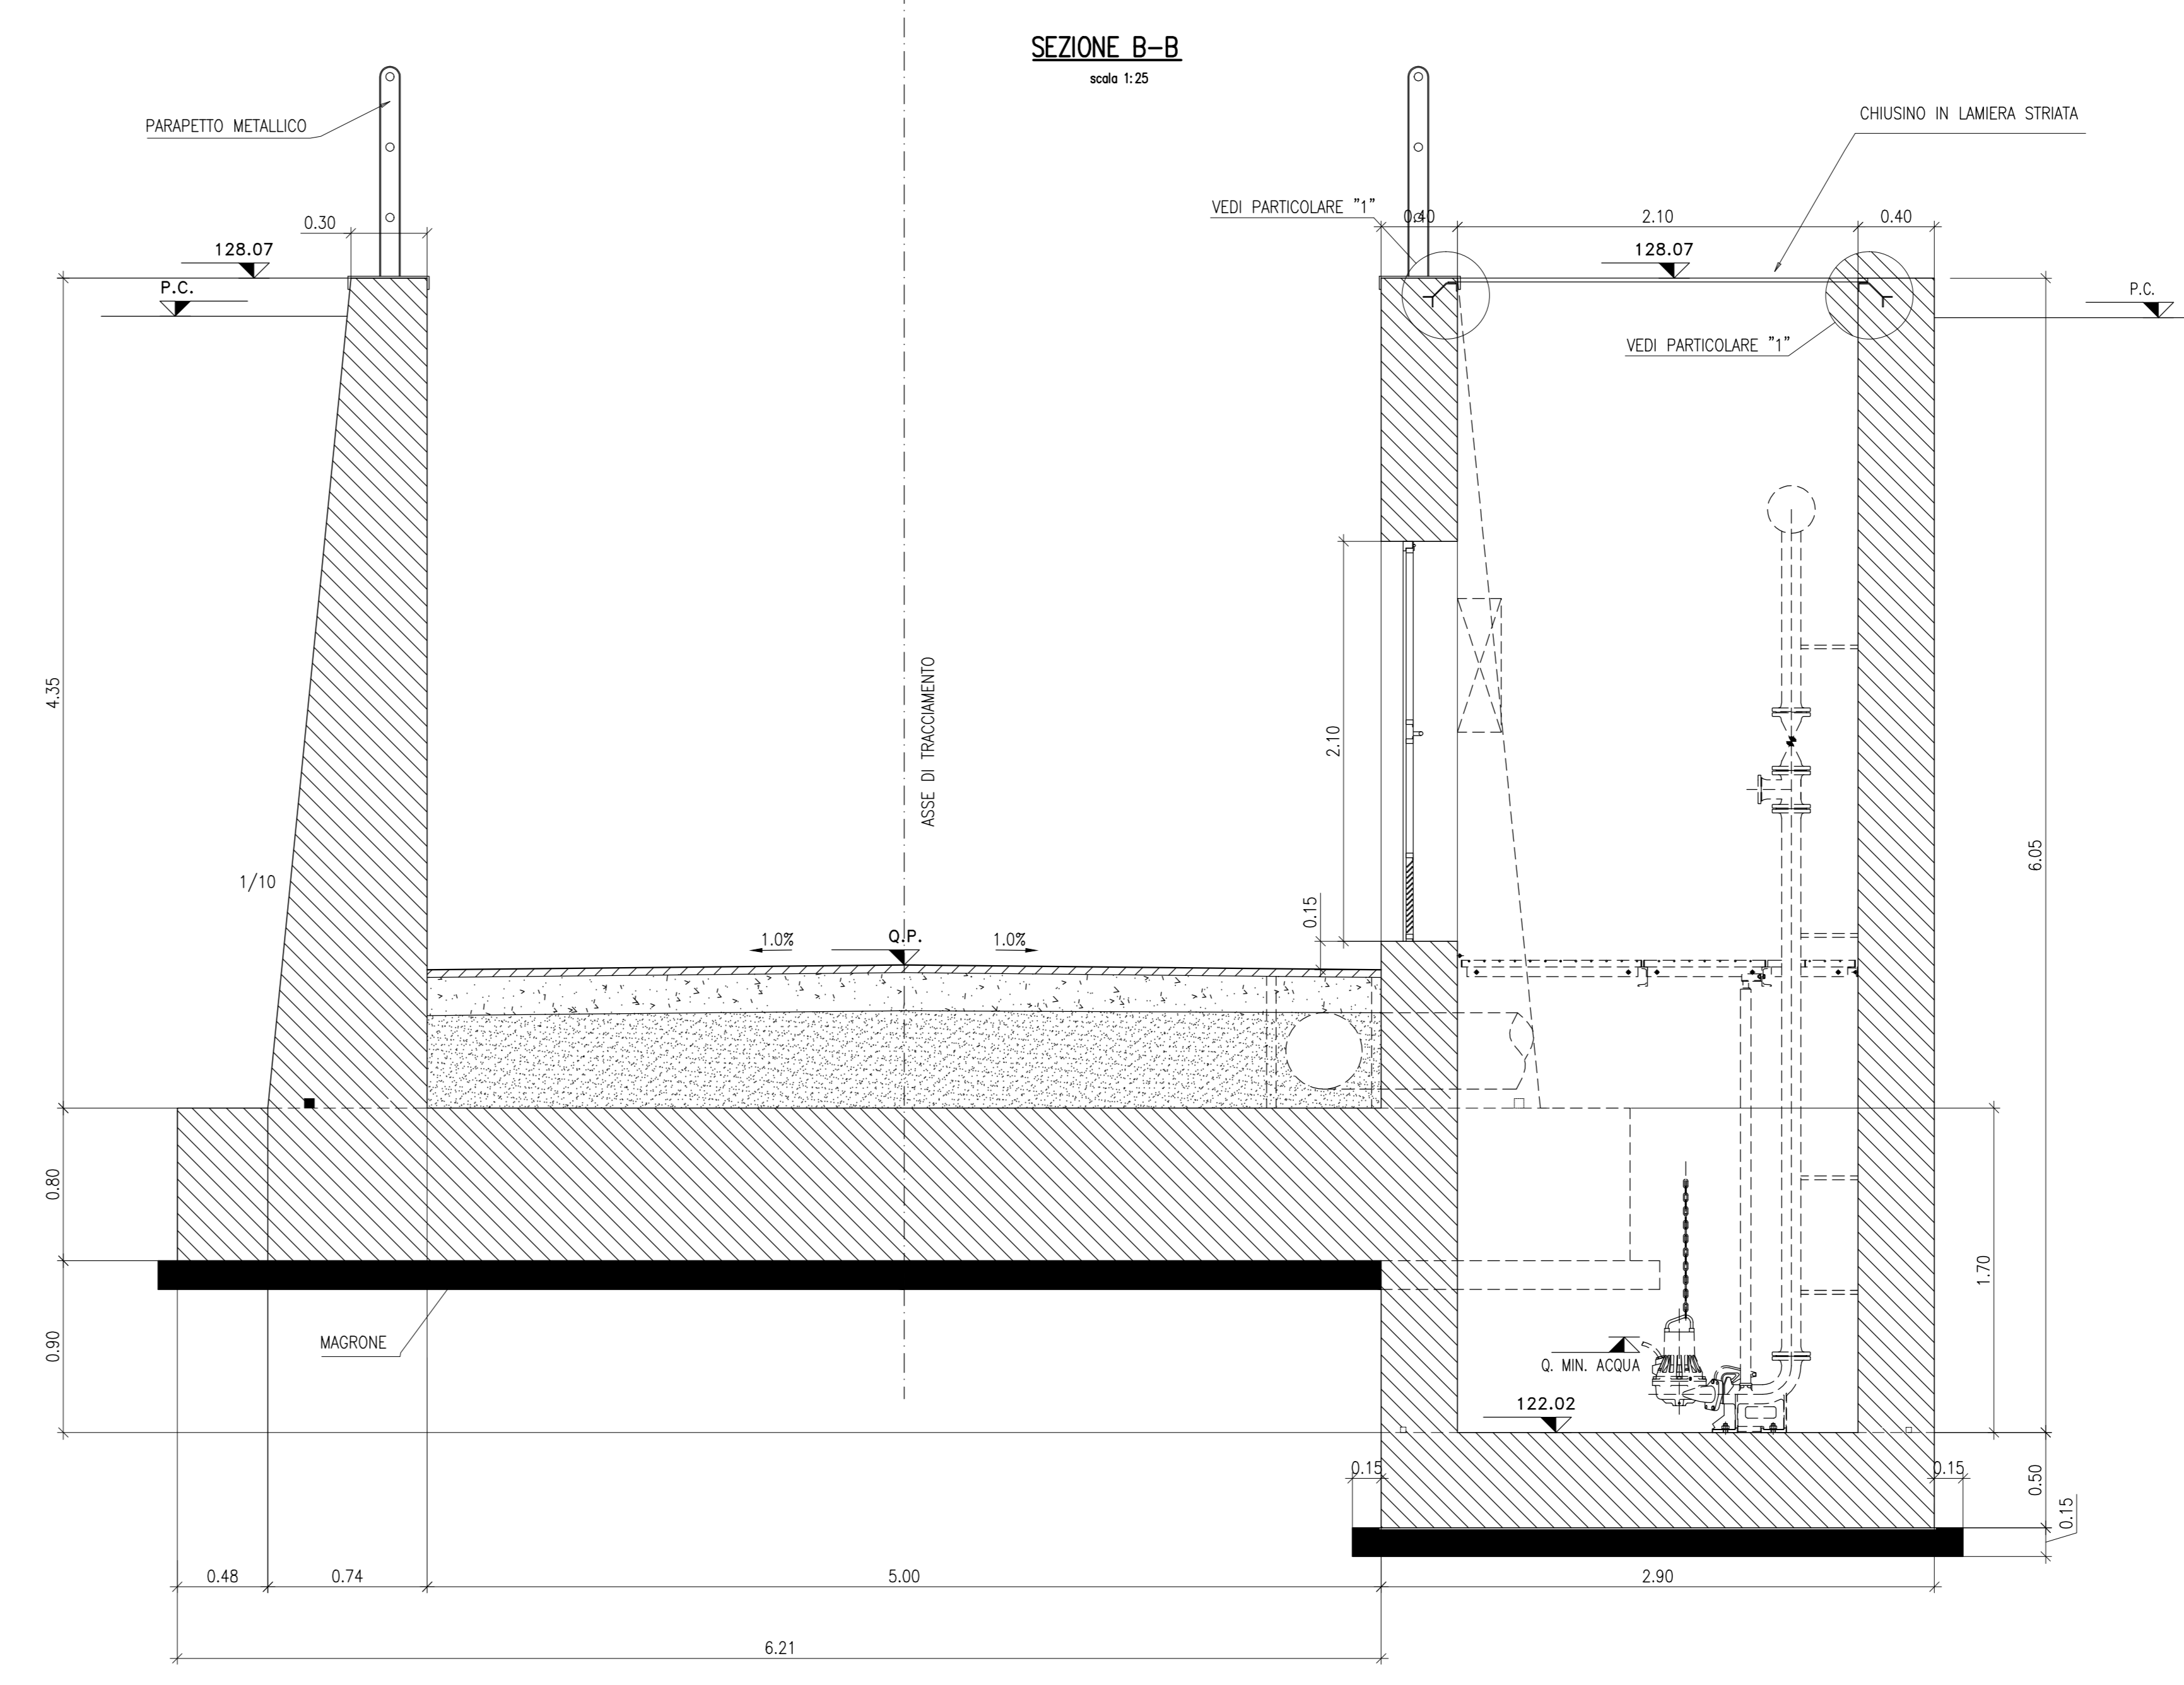 SEZIONE B-B
scala 1:25
PARAPETTO METALLICO
CHIUSINO IN LAMIERA STRIATA
VEDI PARTICOLARE "1"
0.30
0.40
2.10
0.40
128.07
128.07
P.C.
P.C.
VEDI PARTICOLARE "1"
4.35
ASSE DI TRACCIAMENTO
2.10
6.05
1/10
0.15
1.0%
Q.P.
1.0%
0.80
1.70
0.90
MAGRONE
Q. MIN. ACQUA
122.02
0.15
0.15
0.50
0.15
0.48
0.74
5.00
2.90
6.21